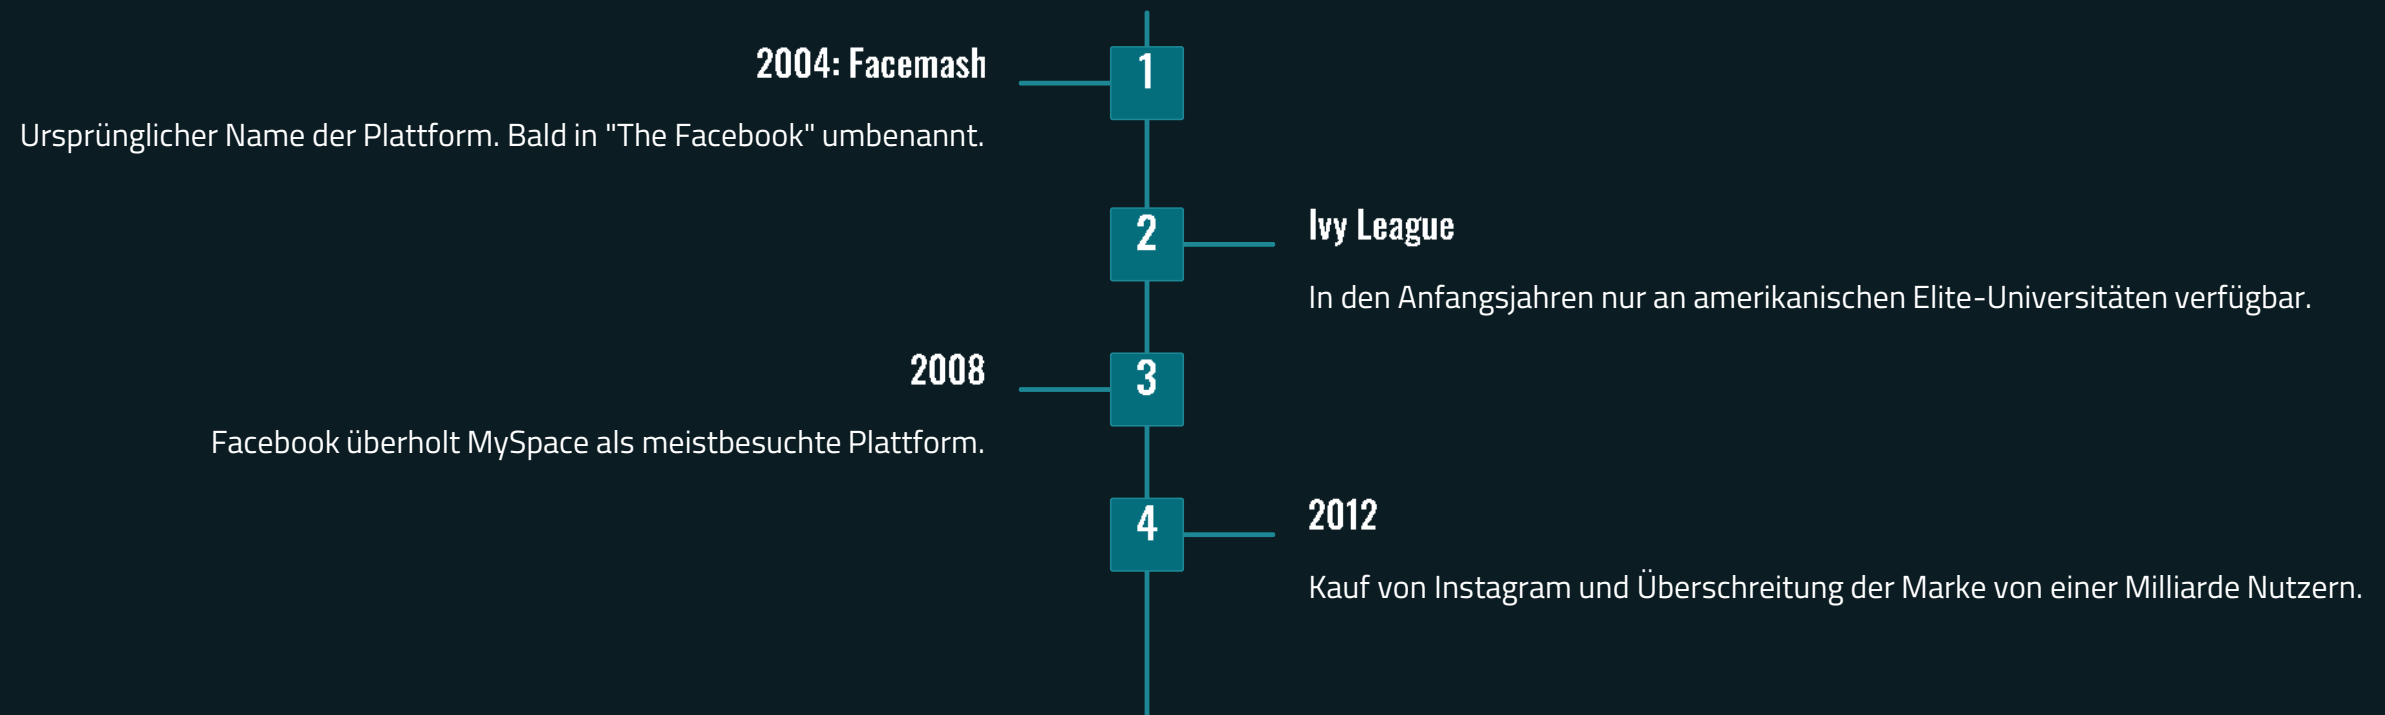 2004: Facemash
1
Ursprünglicher Name der Plattform. Bald in "The Facebook" umbenannt.
2
Ivy League
In den Anfangsjahren nur an amerikanischen Elite-Universitäten verfügbar.
2008
3
Facebook überholt MySpace als meistbesuchte Plattform.
4
2012
Kauf von Instagram und Überschreitung der Marke von einer Milliarde Nutzern.